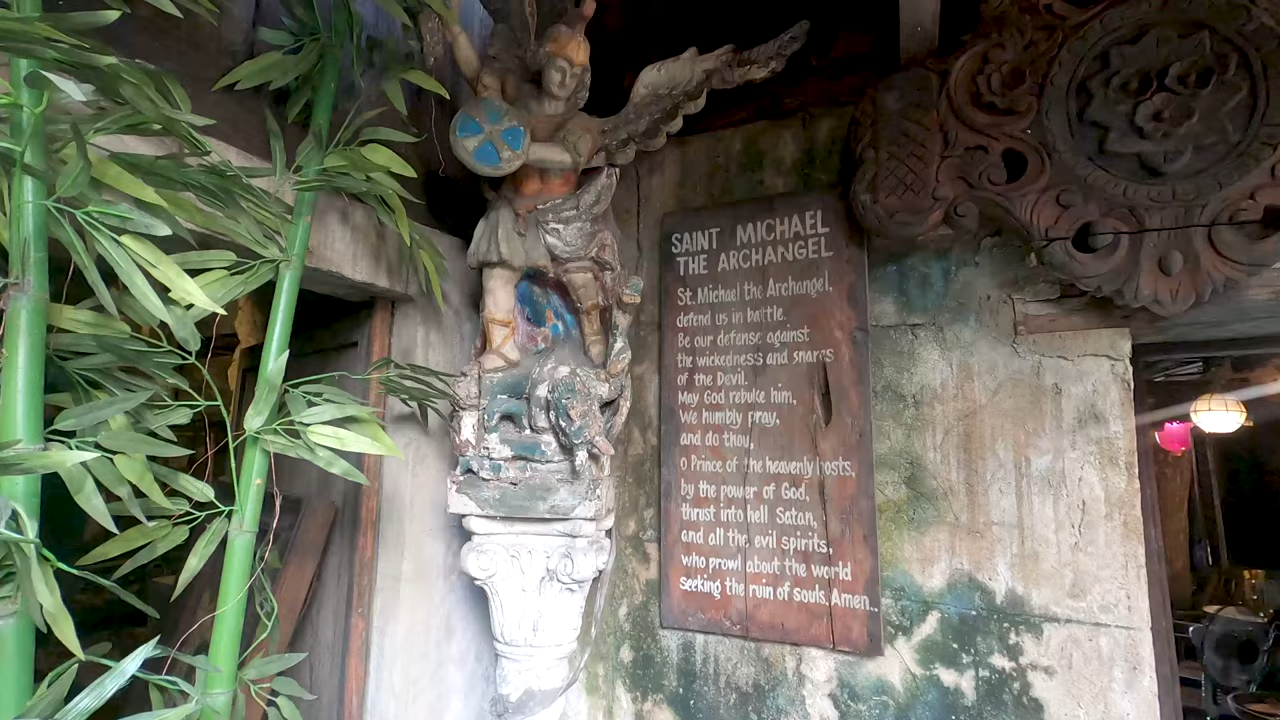 SAINT MICHAEL
THE ARCHANGEL
St. Michael the Archangel,
defend us in battle.
Be our defense against
the wickedness and snares
of the Devil.
May God rebuke him,
We humbly pray,
and do thou,
O Prince of the heavenly hosts,
by the power of God,
thrust into hell Satan,
and all the evil spirits,
who prowl about the world
seeking the ruin of souls. Amen..